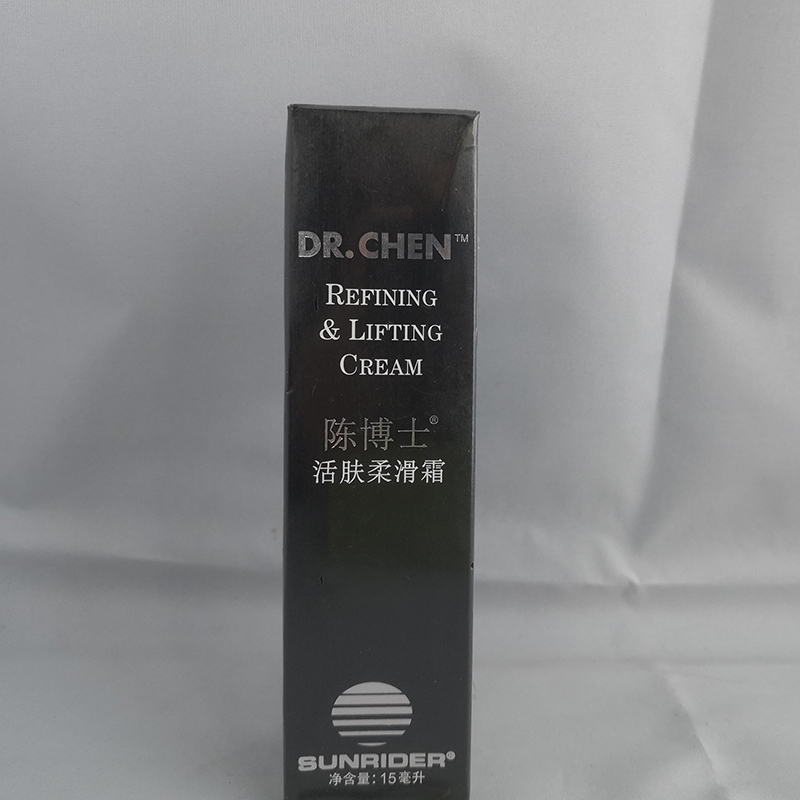 DR. CHEN™
REFINING
& LIFTING
CREAM
陈博士®
活肤柔滑霜
SUNRIDER®
净含量:15毫升